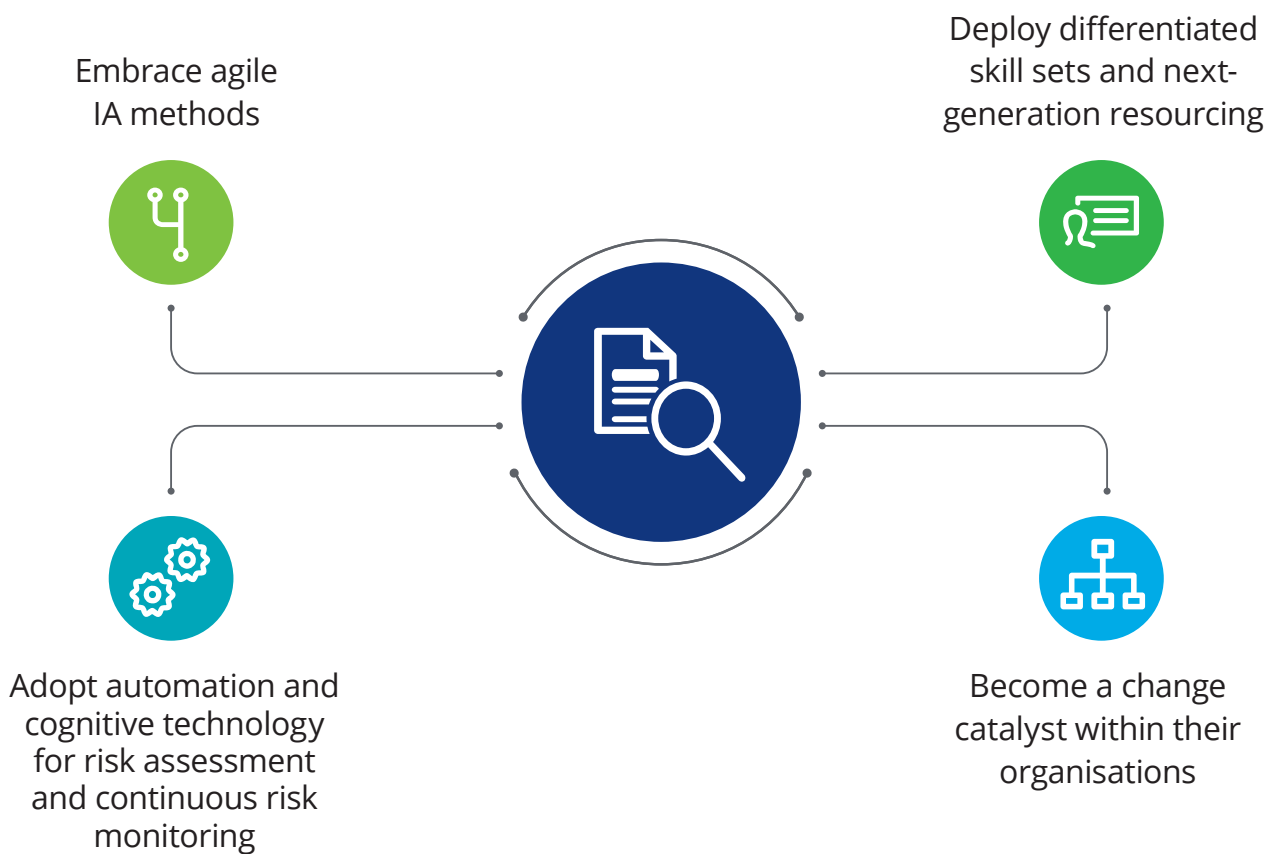 Embrace agile
IA methods
Deploy differentiated
skill sets and next-
generation resourcing
Adopt automation and
cognitive technology
for risk assessment
and continuous risk
monitoring
Become a change
catalyst within their
organisations